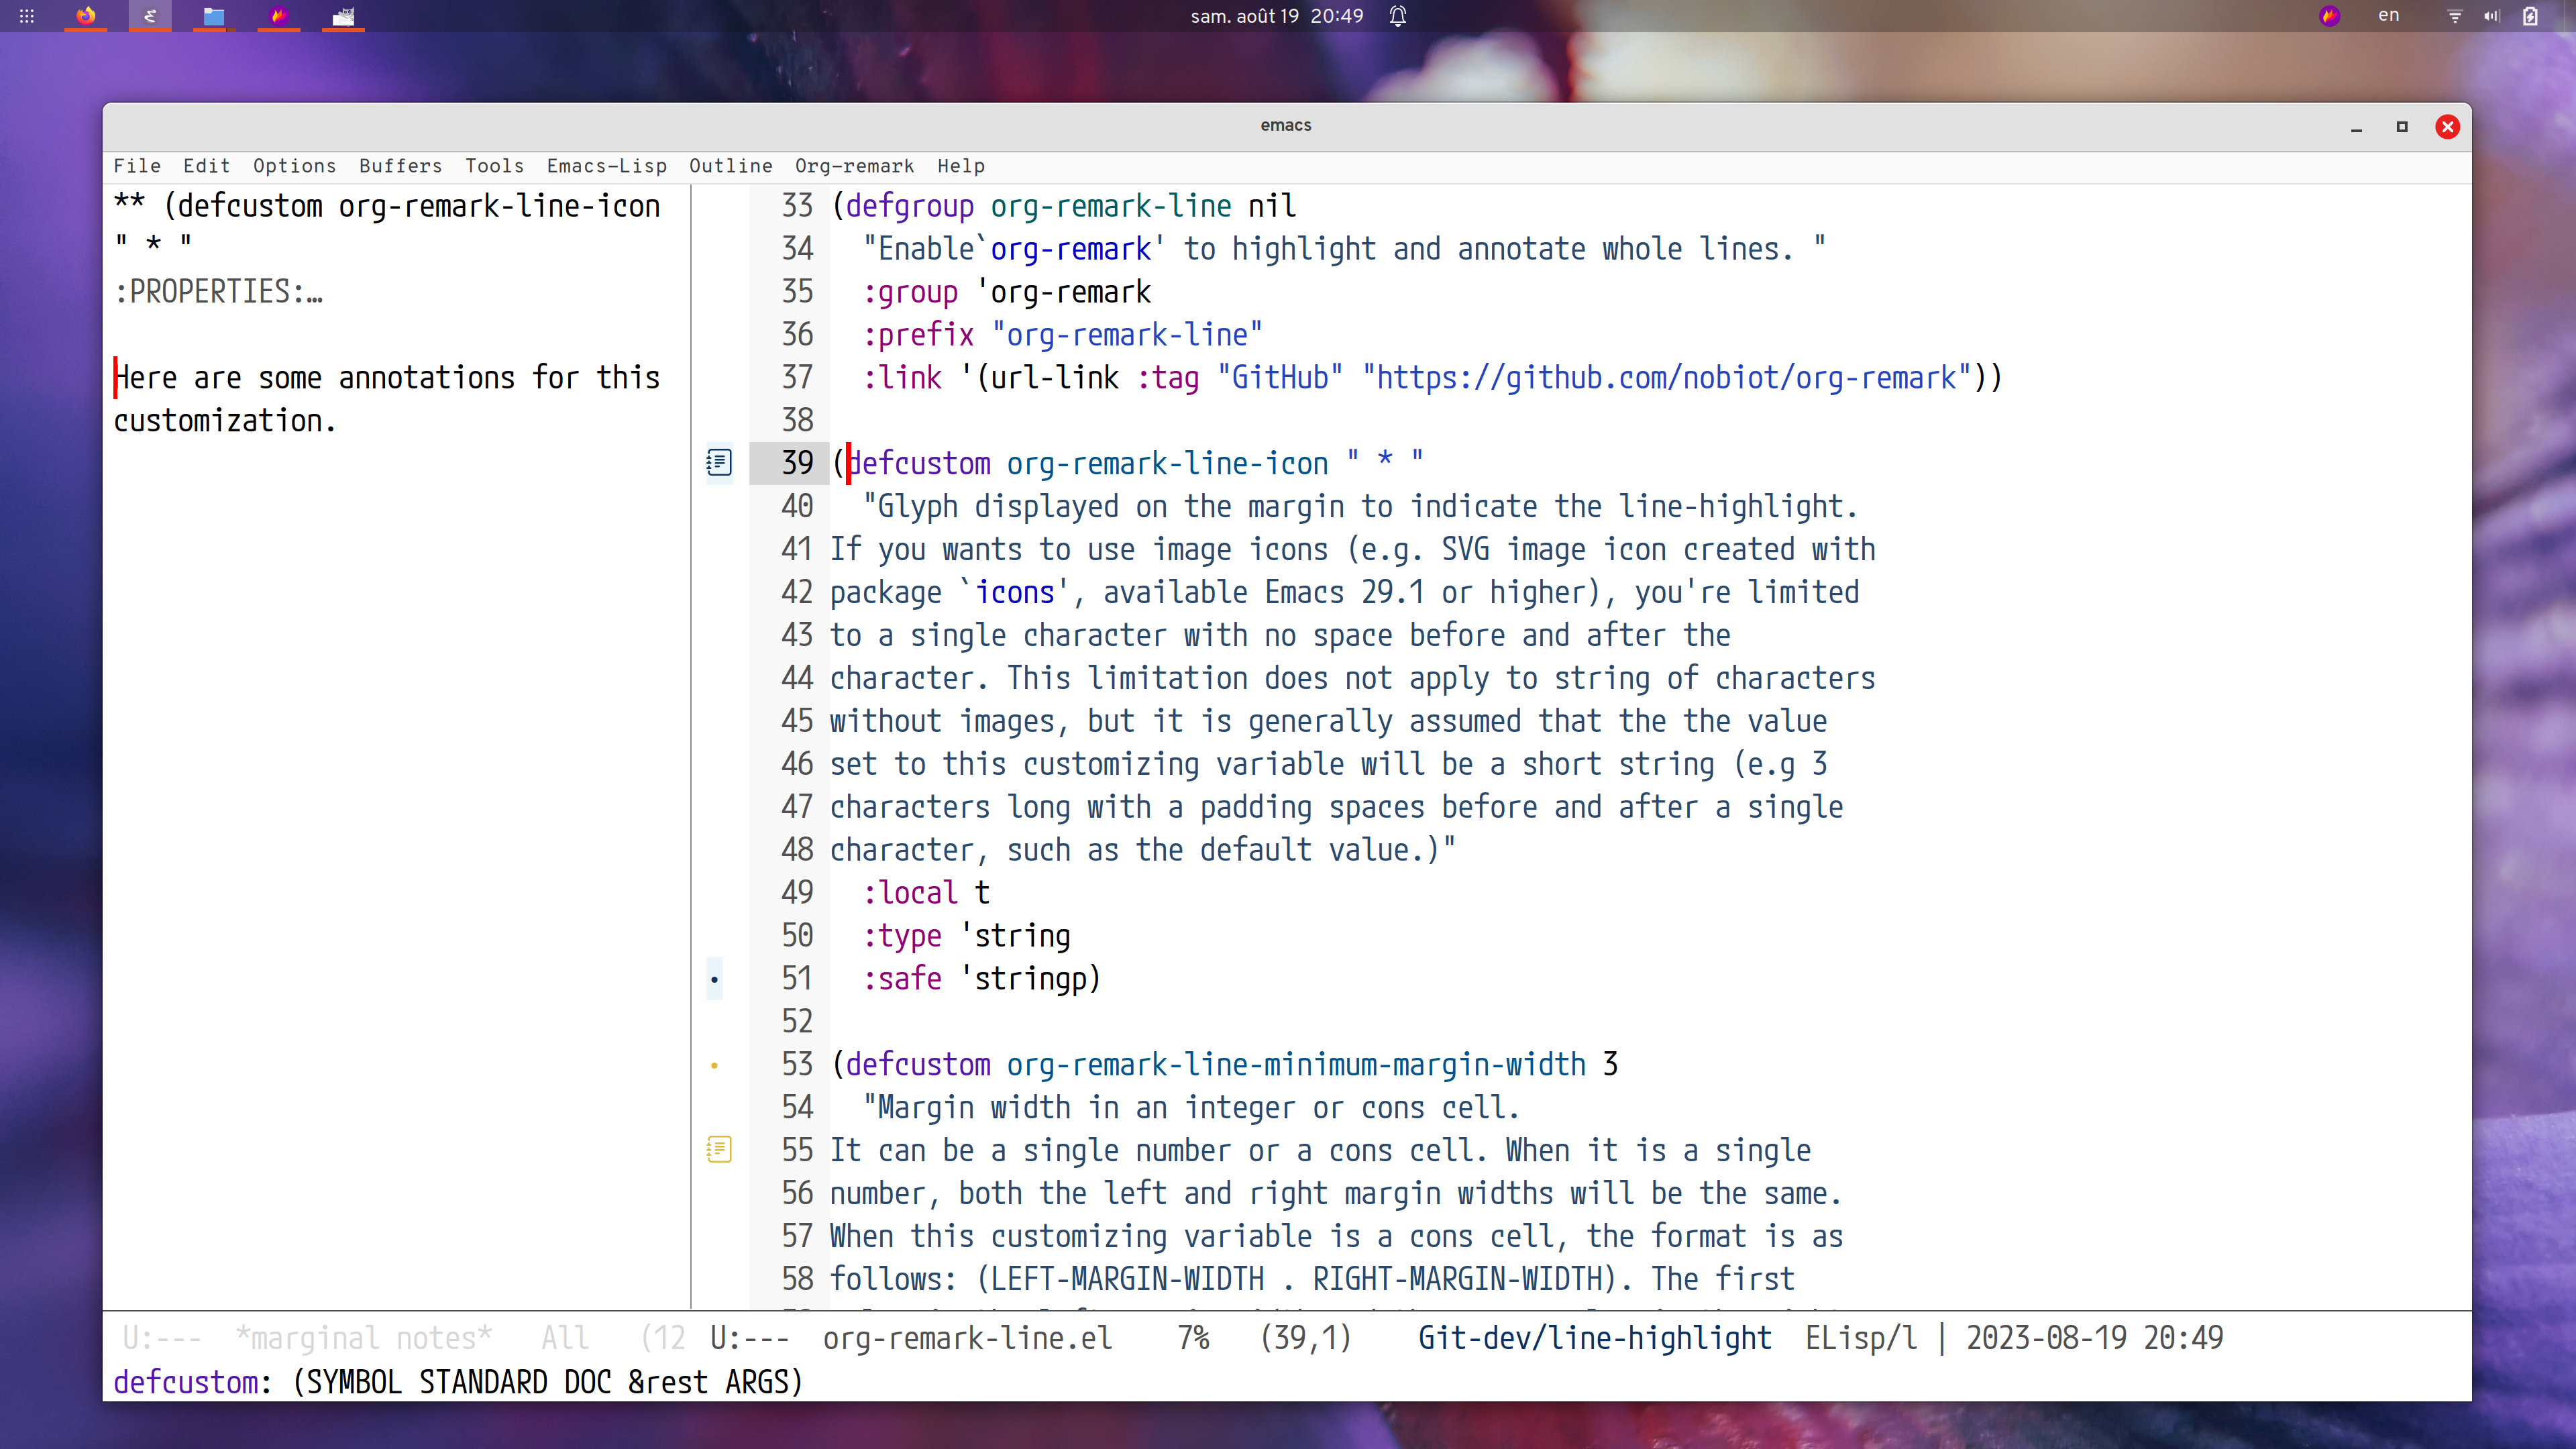 sam. août 19 20:49
en
emacs
File Edit Options Buffers Tools Emacs-Lisp Outline Org-remark Help
** (defcustom org-remark-line-icon
" * "
:PROPERTIES:…
Here are some annotations for this
customization.
33 (defgroup org-remark-line nil
34 "Enable`org-remark' to highlight and annotate whole lines. "
35 :group 'org-remark
36 :prefix "org-remark-line"
37 :link '(url-link :tag "GitHub" "https://github.com/nobiot/org-remark"))
38
39 (defcustom org-remark-line-icon " * "
40 "Glyph displayed on the margin to indicate the line-highlight.
41 If you wants to use image icons (e.g. SVG image icon created with
42 package `icons', available Emacs 29.1 or higher), you're limited
43 to a single character with no space before and after the
44 character. This limitation does not apply to string of characters
45 without images, but it is generally assumed that the the value
46 set to this customizing variable will be a short string (e.g 3
47 characters long with a padding spaces before and after a single
48 character, such as the default value.)"
49 :local t
50 :type 'string
51 :safe 'stringp)
52
53 (defcustom org-remark-line-minimum-margin-width 3
54 "Margin width in an integer or cons cell.
55 It can be a single number or a cons cell. When it is a single
56 number, both the left and right margin widths will be the same.
57 When this customizing variable is a cons cell, the format is as
58 follows: (LEFT-MARGIN-WIDTH . RIGHT-MARGIN-WIDTH). The first
U:--- *marginal notes* All (12
U:--- org-remark-line.el 7% (39,1) Git-dev/line-highlight ELisp/l | 2023-08-19 20:49
defcustom: (SYMBOL STANDARD DOC &rest ARGS)